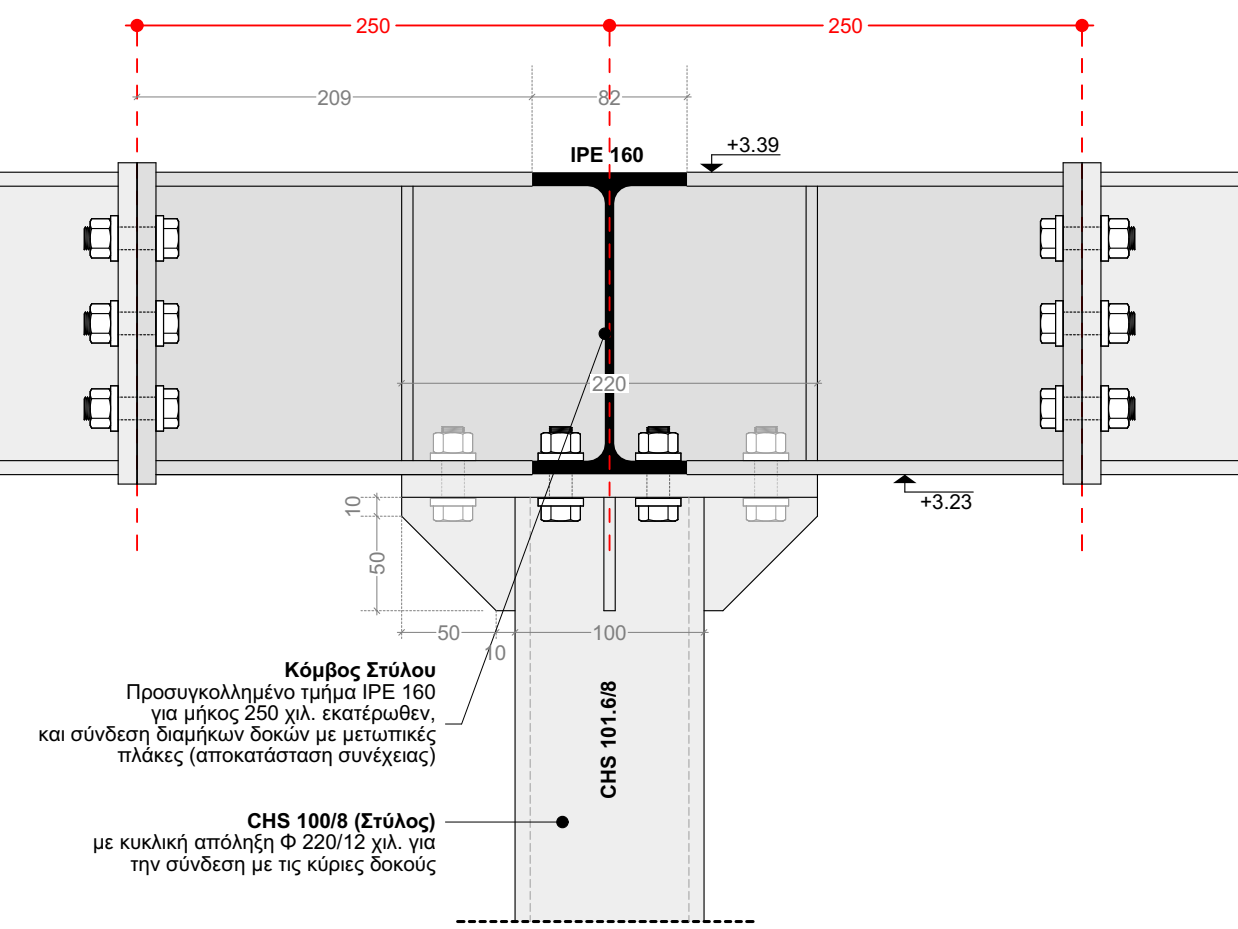 250
250
209
82
IPE 160
+3.39
220
+3.23
10
50
50
10
100
Κόμβος Στύλου
Προσυγκολλημένο τμήμα IPE 160
για μήκος 250 χιλ. εκατέρωθεν,
και σύνδεση διαμήκων δοκών με μετωπικές
πλάκες (αποκατάσταση συνέχειας)
CHS 101.6/8
CHS 100/8 (Στύλος)
με κυκλική απόληξη Φ 220/12 χιλ. για
την σύνδεση με τις κύριες δοκούς